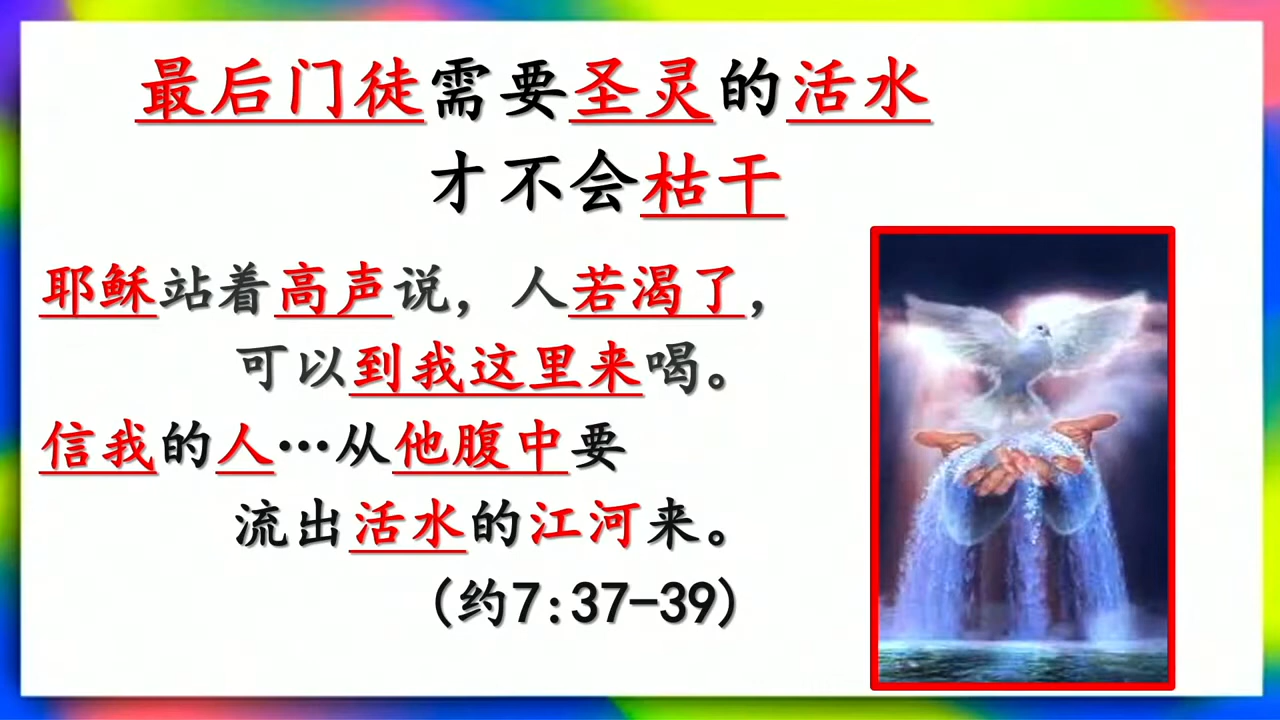 最后门徒需要圣灵的活水
才不会枯干
耶稣站着高声说，人若渴了，
可以到我这里来喝。
信我的人…从他腹中要
流出活水的江河来。
（约7:37-39）